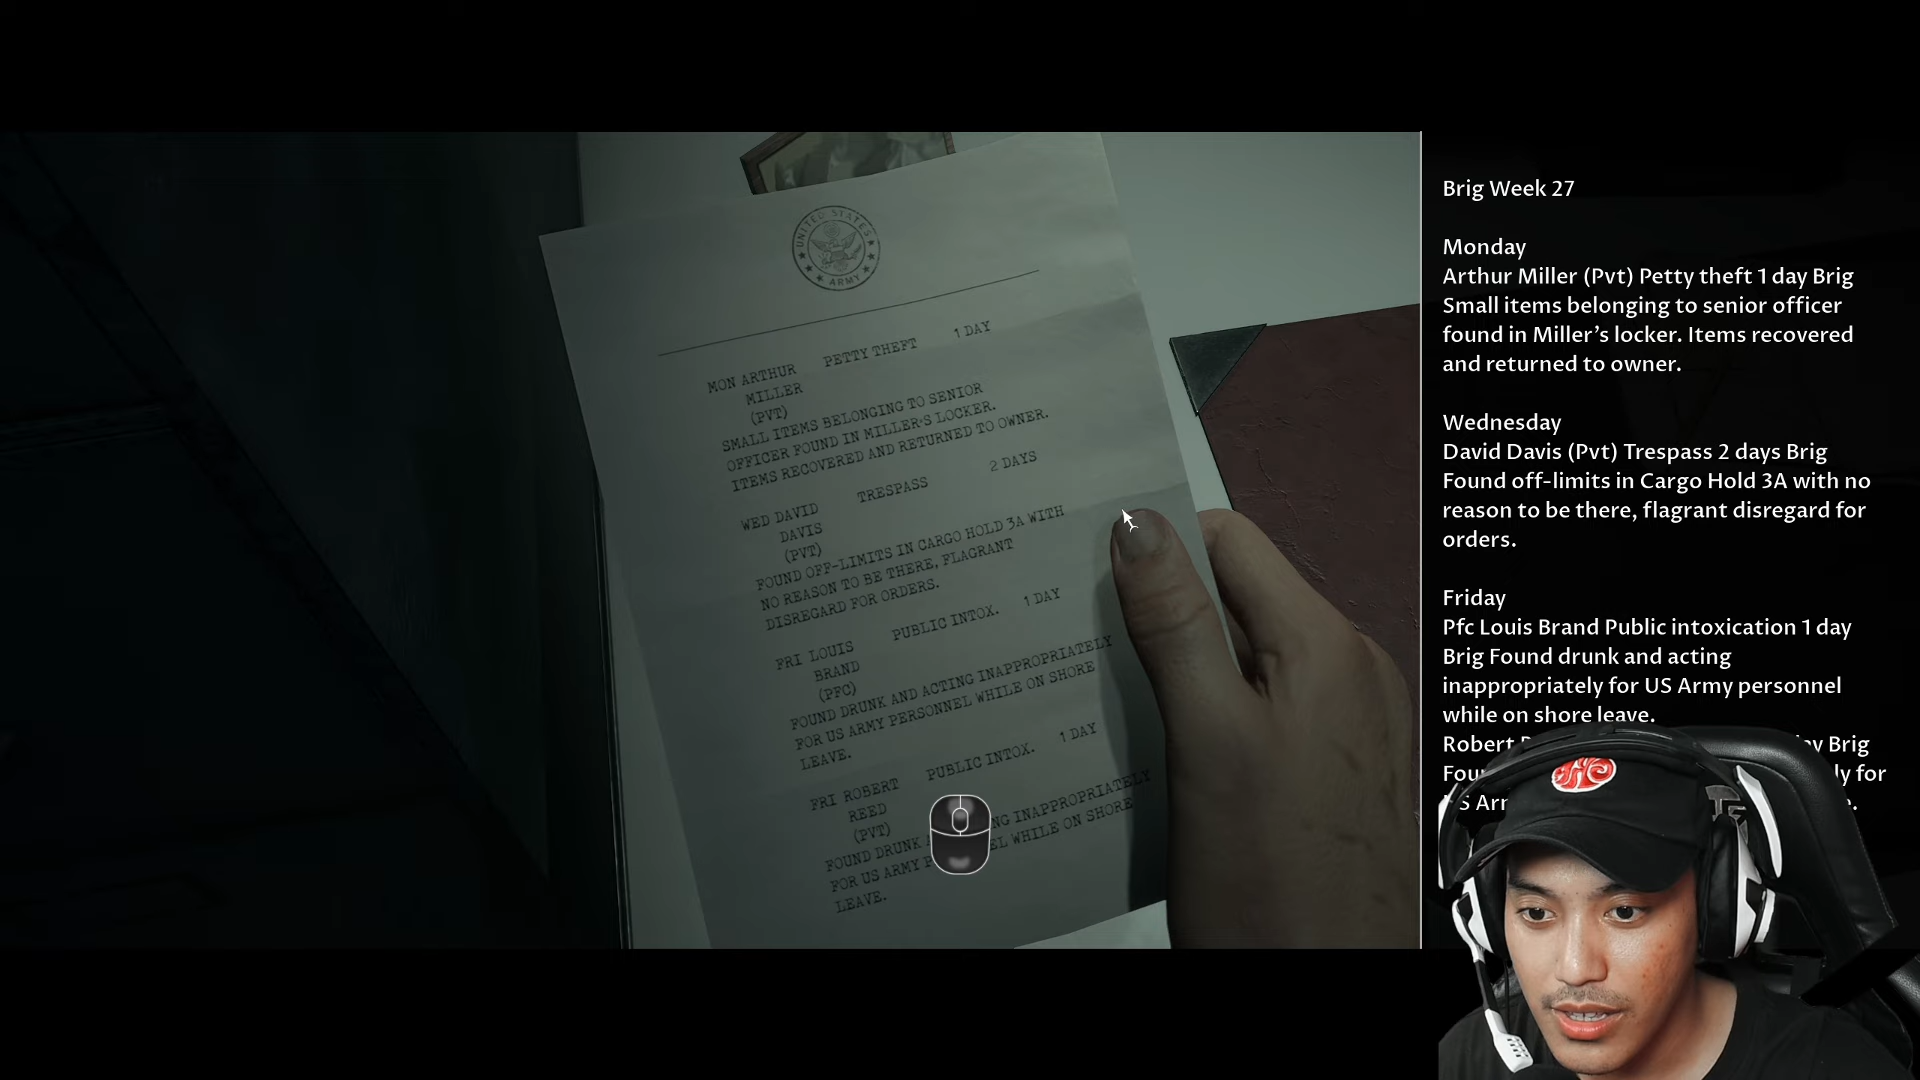 UNITED STATES
ARMY
MON ARTHUR PETTY THEFT 1 DAY
MILLER
(PVT)
SMALL ITEMS BELONGING TO SENIOR
OFFICER FOUND IN MILLER'S LOCKER.
ITEMS RECOVERED AND RETURNED TO OWNER.
WED DAVID TRESPASS 2 DAYS
DAVIS
(PVT)
FOUND OFF-LIMITS IN CARGO HOLD 3A WITH
NO REASON TO BE THERE, FLAGRANT
DISREGARD FOR ORDERS.
FRI LOUIS PUBLIC INTOX. 1 DAY
BRAND
(PFC)
FOUND DRUNK AND ACTING INAPPROPRIATELY
FOR US ARMY PERSONNEL WHILE ON SHORE
LEAVE.
FRI ROBERT PUBLIC INTOX. 1 DAY
REED
(PVT)
FOUND DRUNK INAPPROPRIATELY
FOR US ARMY WHILE ON SHORE
LEAVE.
Brig Week 27
Monday
Arthur Miller (Pvt) Petty theft 1 day Brig
Small items belonging to senior officer
found in Miller's locker. Items recovered
and returned to owner.
Wednesday
David Davis (Pvt) Trespass 2 days Brig
Found off-limits in Cargo Hold 3A with no
reason to be there, flagrant disregard for
orders.
Friday
Pfc Louis Brand Public intoxication 1 day
Brig Found drunk and acting
inappropriately for US Army personnel
while on shore leave.
Robert Brig
for